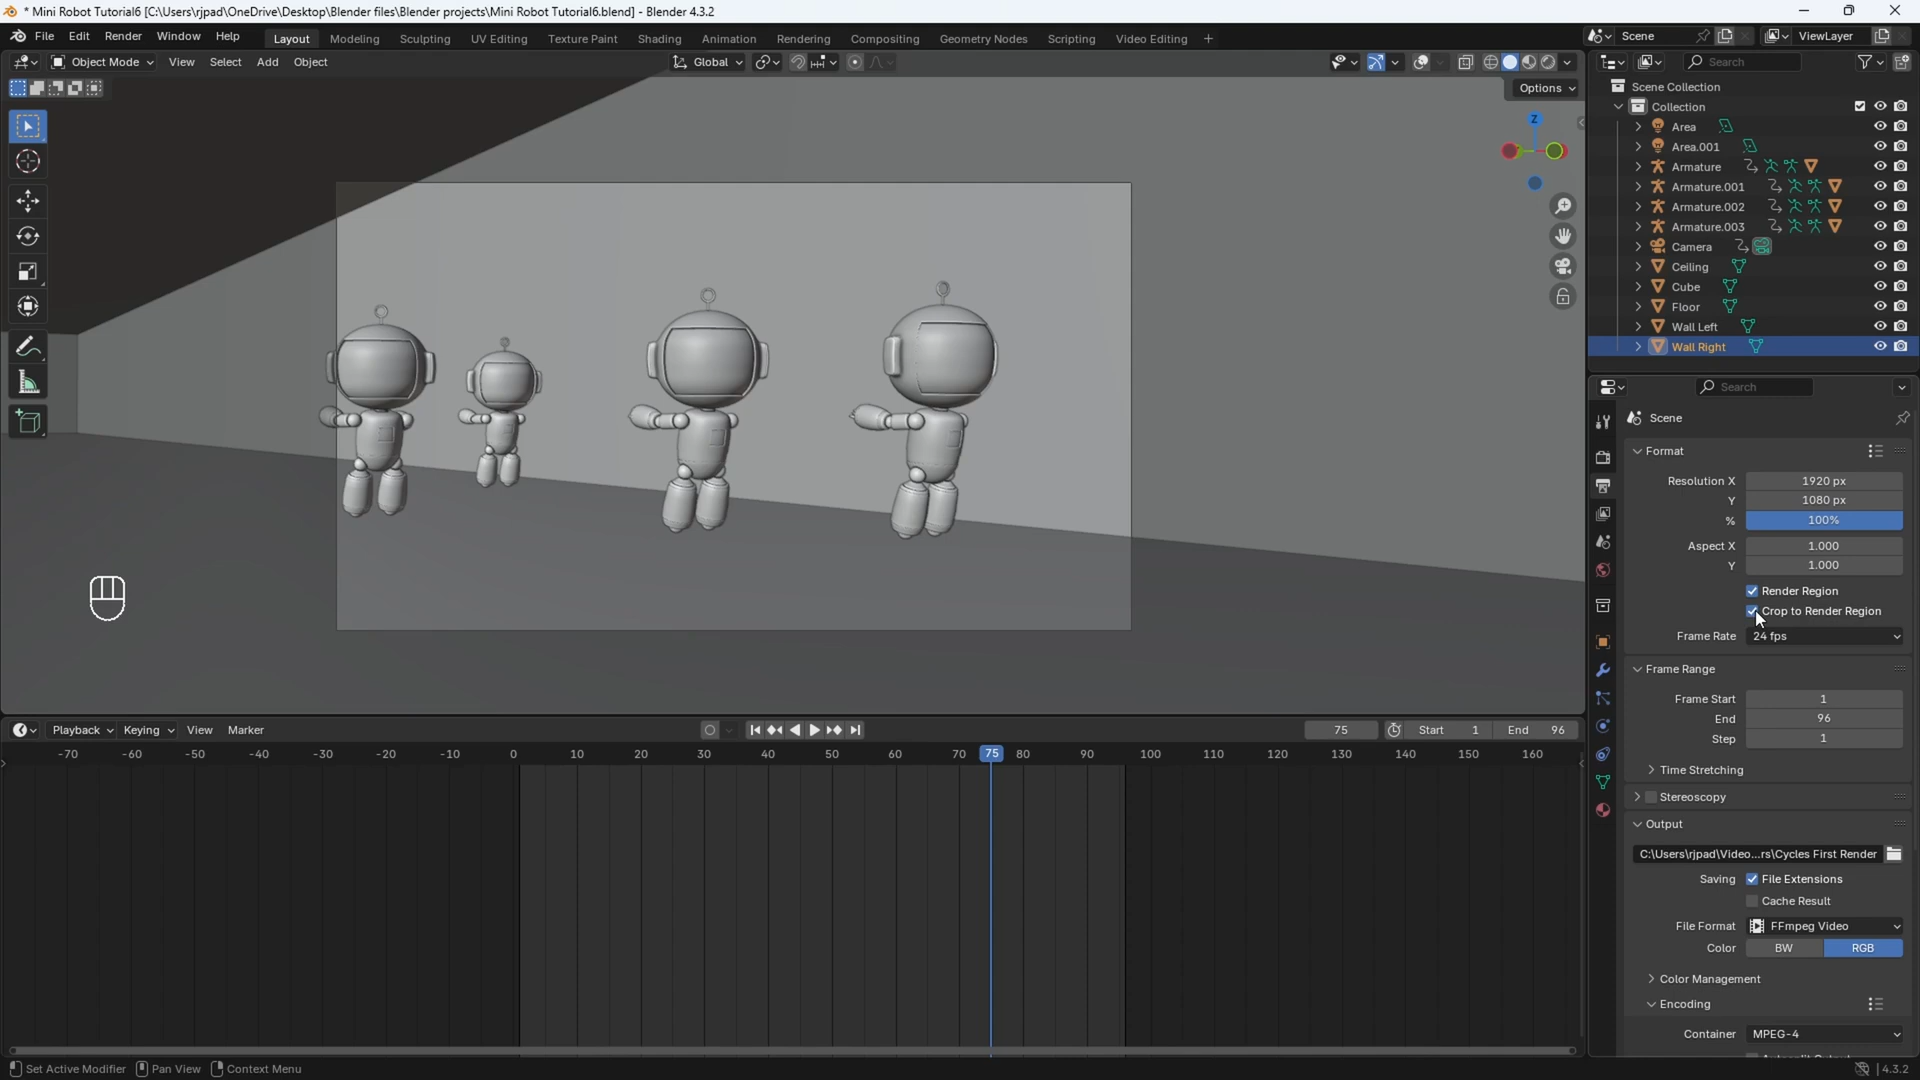 * Mini Robot Tutorial6 [C:\Users\rjpad\OneDrive\Desktop\Blender files\Blender projects\Mini Robot Tutorial6.blend] - Blender 4.3.2
File Edit Render Window Help Layout Modeling Sculpting UV Editing Texture Paint Shading Animation Rendering Compositing Geometry Nodes Scripting Video Editing + Scene ViewLayer
Object Mode View Select Add Object Global Search
Options
Z
Scene Collection
Collection
Area
Area.001
Armature
Armature.001
Armature.002
Armature.003
Camera
Ceiling
Cube
Floor
Wall Left
Wall Right
Search
Scene
Format
Resolution X 1920 px
Y 1080 px
% 100%
Aspect X 1.000
Y 1.000
Render Region
Crop to Render Region
Frame Rate 24 fps
Frame Range
Frame Start 1
End 96
Step 1
Time Stretching
Stereoscopy
Output
C:\Users\rjpad\Video...rs\Cycles First Render
Saving File Extensions
Cache Result
File Format FFmpeg Video
Color BW RGB
Color Management
Encoding
Container MPEG-4
Playback Keying View Marker 75 Start 1 End 96
-70 -60 -50 -40 -30 -20 -10 0 10 20 30 40 50 60 70 75 80 90 100 110 120 130 140 150 160
Set Active Modifier Pan View Context Menu 4.3.2